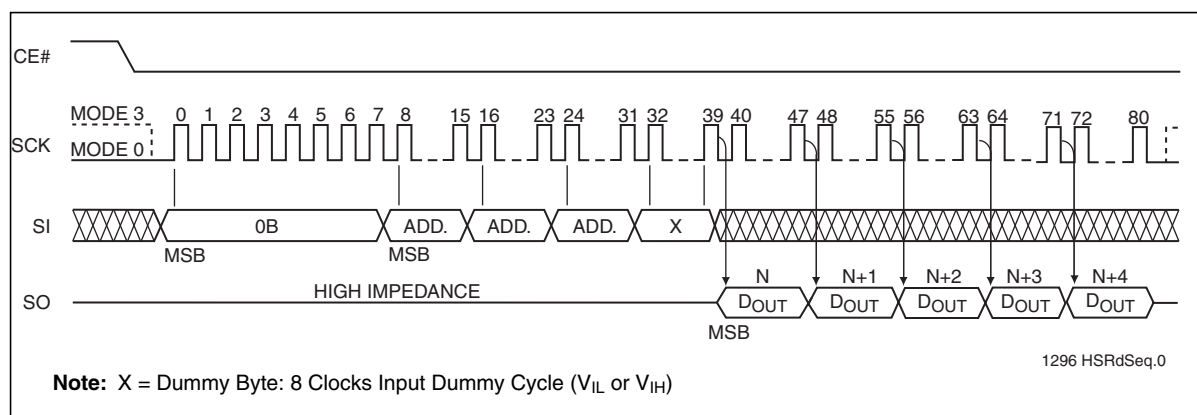 CE#
MODE 3 0 1 2 3 4 5 6 7 8 15 16 23 24 31 32 39 40 47 48 55 56 63 64 71 72 80
SCK MODE 0
SI 0B ADD. ADD. ADD. X
MSB MSB
N N+1 N+2 N+3 N+4
HIGH IMPEDANCE
SO DOUT DOUT DOUT DOUT DOUT
MSB
1296 HSRdSeq.0
Note: X = Dummy Byte: 8 Clocks Input Dummy Cycle (VIL or VIH)